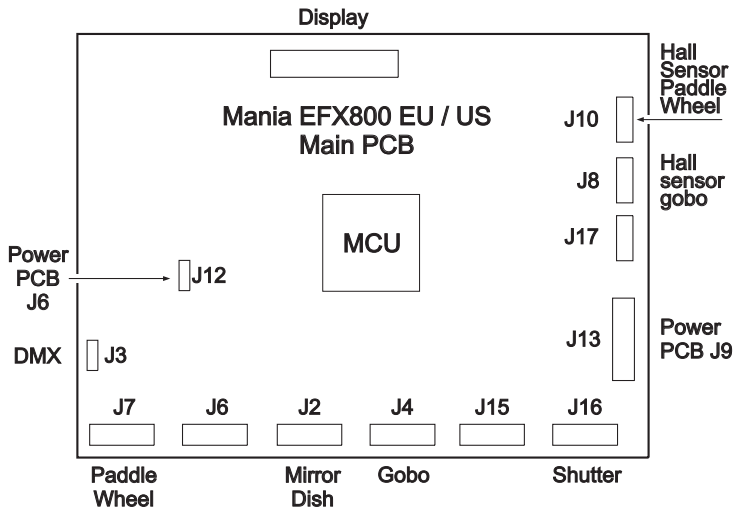 Display
Mania EFX800 EU / US
Main PCB
Hall
Sensor
Paddle
Wheel
J10
J8
Hall
sensor
gobo
J17
MCU
Power
PCB
J6
J12
J13
Power
PCB J9
DMX
J3
J7
J6
J2
J4
J15
J16
Paddle
Wheel
Mirror
Dish
Gobo
Shutter